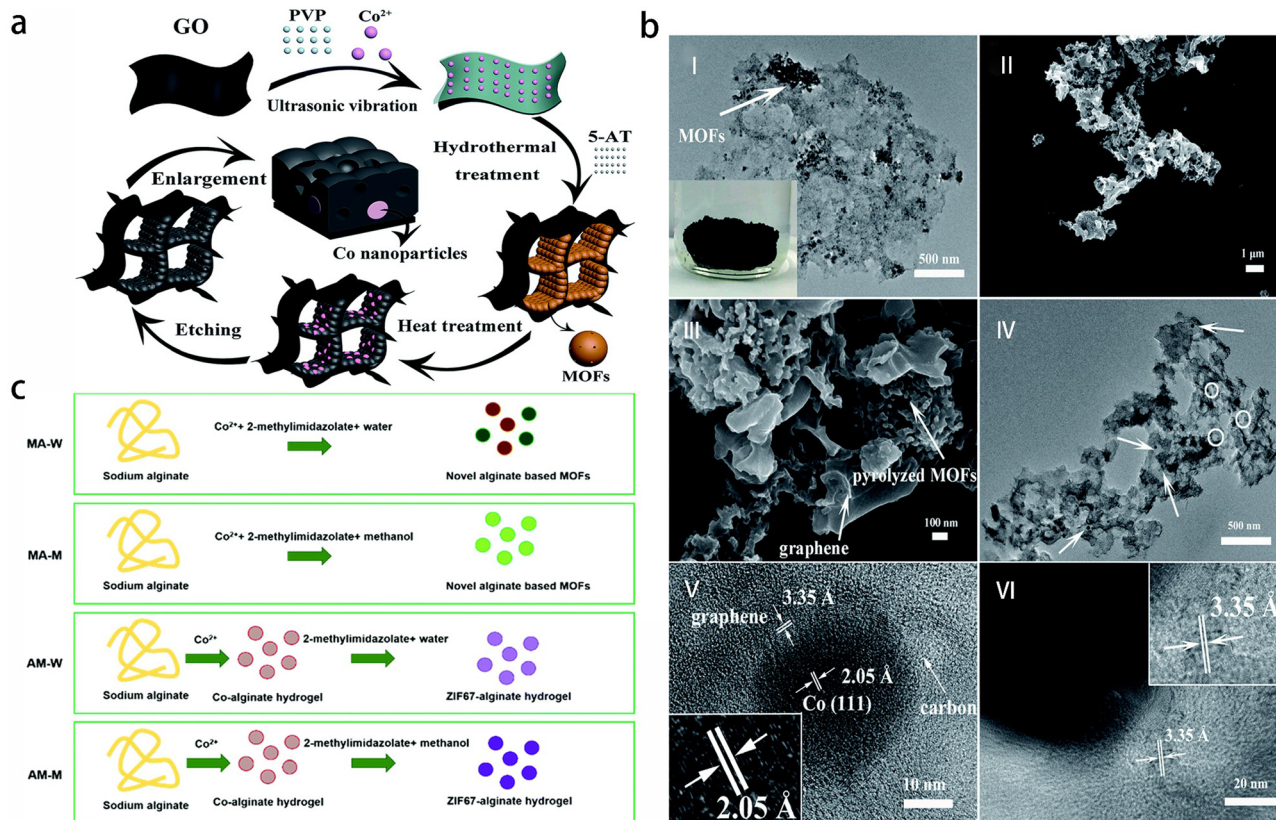 a
GO
PVP
Co²⁺
Ultrasonic vibration
Hydrothermal
treatment
5-AT
Enlargement
Co nanoparticles
Etching
Heat treatment
MOFs
b
I
MOFs
500 nm
II
1 μm
III
pyrolyzed MOFs
graphene
100 nm
IV
500 nm
V
3.35 Å
graphene
2.05 Å
Co (111)
carbon
2.05 Å
10 nm
VI
3.35 Å
3.35 Å
20 nm
c
MA-W
Sodium alginate
Co²⁺+ 2-methylimidazolate+ water
Novel alginate based MOFs
MA-M
Sodium alginate
Co²⁺+ 2-methylimidazolate+ methanol
Novel alginate based MOFs
AM-W
Sodium alginate
Co²⁺
Co-alginate hydrogel
2-methylimidazolate+ water
ZIF67-alginate hydrogel
AM-M
Sodium alginate
Co²⁺
Co-alginate hydrogel
2-methylimidazolate+ methanol
ZIF67-alginate hydrogel